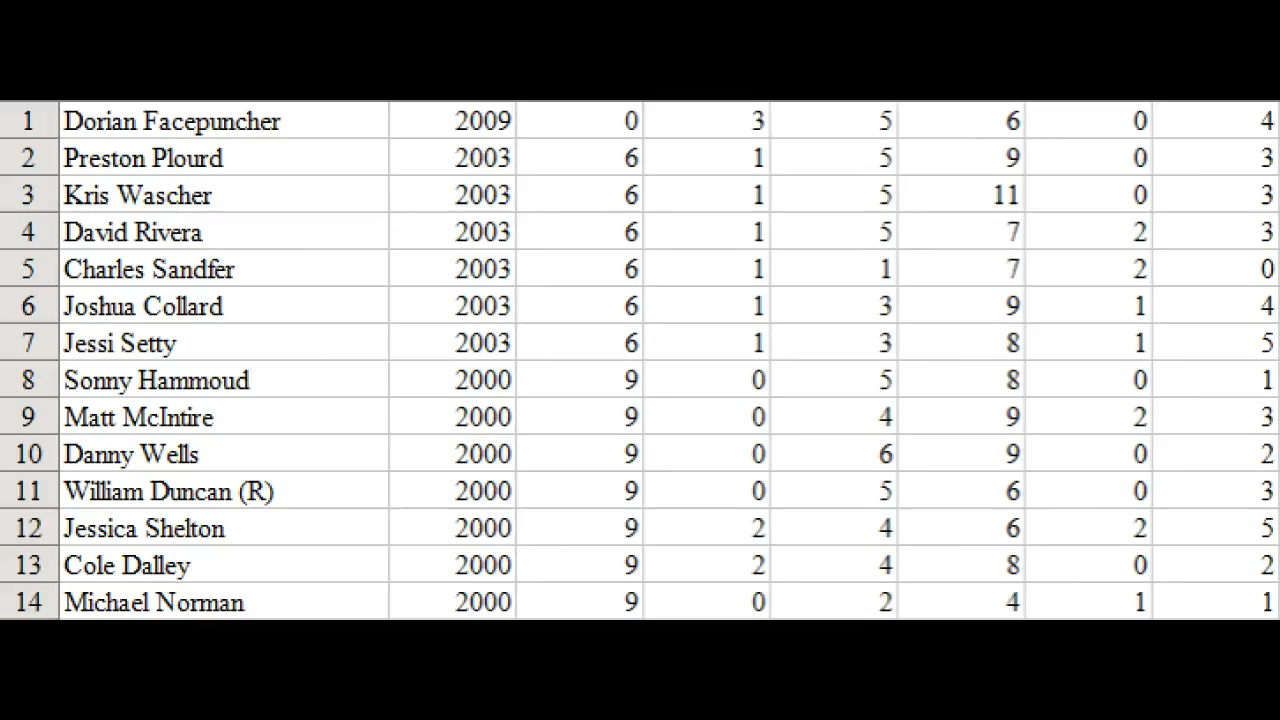 1 Dorian Facepuncher 2009 0 3 5 6 0 4
2 Preston Plourd 2003 6 1 5 9 0 3
3 Kris Wascher 2003 6 1 5 11 0 3
4 David Rivera 2003 6 1 5 7 2 3
5 Charles Sandfer 2003 6 1 1 7 2 0
6 Joshua Collard 2003 6 1 3 9 1 4
7 Jessi Setty 2003 6 1 3 8 1 5
8 Sonny Hammoud 2000 9 0 5 8 0 1
9 Matt McIntire 2000 9 0 4 9 2 3
10 Danny Wells 2000 9 0 6 9 0 2
11 William Duncan (R) 2000 9 0 5 6 0 3
12 Jessica Shelton 2000 9 2 4 6 2 5
13 Cole Dalley 2000 9 2 4 8 0 2
14 Michael Norman 2000 9 0 2 4 1 1